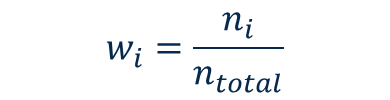 w_i = n_i / n_total